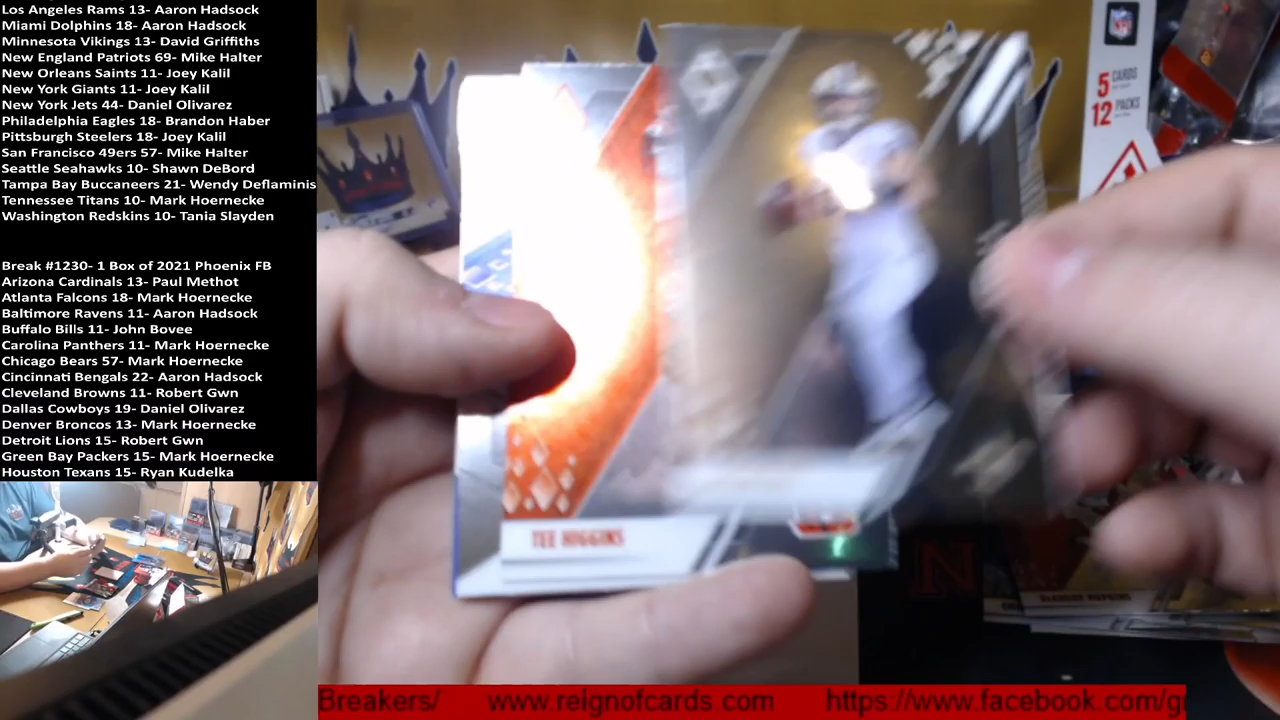 Los Angeles Rams 13- Aaron Hadsock
Miami Dolphins 18- Aaron Hadsock
Minnesota Vikings 13- David Griffiths
New England Patriots 69- Mike Halter
New Orleans Saints 11- Joey Kalil
New York Giants 11- Joey Kalil
New York Jets 44- Daniel Olivarez
Philadelphia Eagles 18- Brandon Haber
Pittsburgh Steelers 18- Joey Kalil
San Francisco 49ers 57- Mike Halter
Seattle Seahawks 10- Shawn DeBord
Tampa Bay Buccaneers 21- Wendy Deflaminis
Tennessee Titans 10- Mark Hoernecke
Washington Redskins 10- Tania Slayden
Break #1230- 1 Box of 2021 Phoenix FB
Arizona Cardinals 13- Paul Methot
Atlanta Falcons 18- Mark Hoernecke
Baltimore Ravens 11- Aaron Hadsock
Buffalo Bills 11- John Bovee
Carolina Panthers 11- Mark Hoernecke
Chicago Bears 57- Mark Hoernecke
Cincinnati Bengals 22- Aaron Hadsock
Cleveland Browns 11- Robert Gwn
Dallas Cowboys 19- Daniel Olivarez
Denver Broncos 13- Mark Hoernecke
Detroit Lions 15- Robert Gwn
Green Bay Packers 15- Mark Hoernecke
Houston Texans 15- Ryan Kudelka
NFL
5 CARDS
12 PACKS
TEE HIGGINS
N
DeANDRE HOPKINS
Breakers/ www.reignofcards.com https://www.facebook.com/g